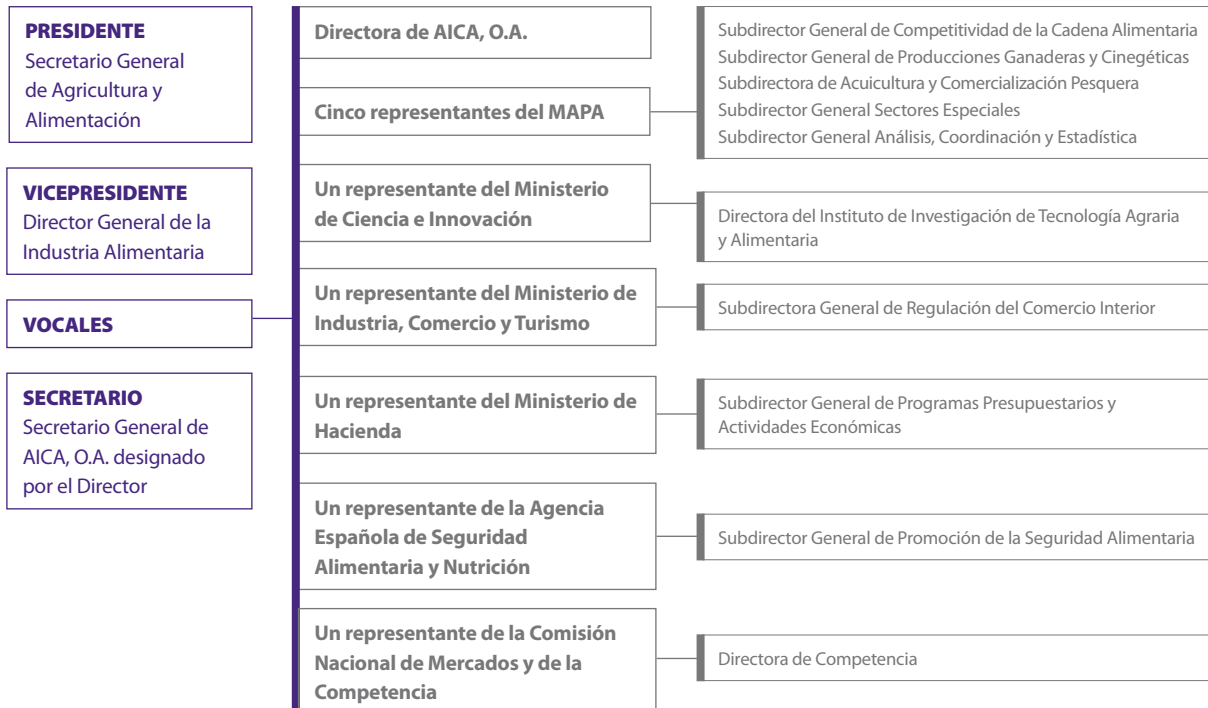 PRESIDENTE
Secretario General
de Agricultura y
Alimentación
VICEPRESIDENTE
Director General de la
Industria Alimentaria
VOCALES
SECRETARIO
Secretario General de
AICA, O.A. designado
por el Director
Directora de AICA, O.A.
Cinco representantes del MAPA
Subdirector General de Competitividad de la Cadena Alimentaria
Subdirector General de Producciones Ganaderas y Cinegéticas
Subdirectora de Acuicultura y Comercialización Pesquera
Subdirector General Sectores Especiales
Subdirector General Análisis, Coordinación y Estadística
Un representante del Ministerio
de Ciencia e Innovación
Directora del Instituto de Investigación de Tecnología Agraria
y Alimentaria
Un representante del Ministerio de
Industria, Comercio y Turismo
Subdirectora General de Regulación del Comercio Interior
Un representante del Ministerio de
Hacienda
Subdirector General de Programas Presupuestarios y
Actividades Económicas
Un representante de la Agencia
Española de Seguridad
Alimentaria y Nutrición
Subdirector General de Promoción de la Seguridad Alimentaria
Un representante de la Comisión
Nacional de Mercados y de la
Competencia
Directora de Competencia